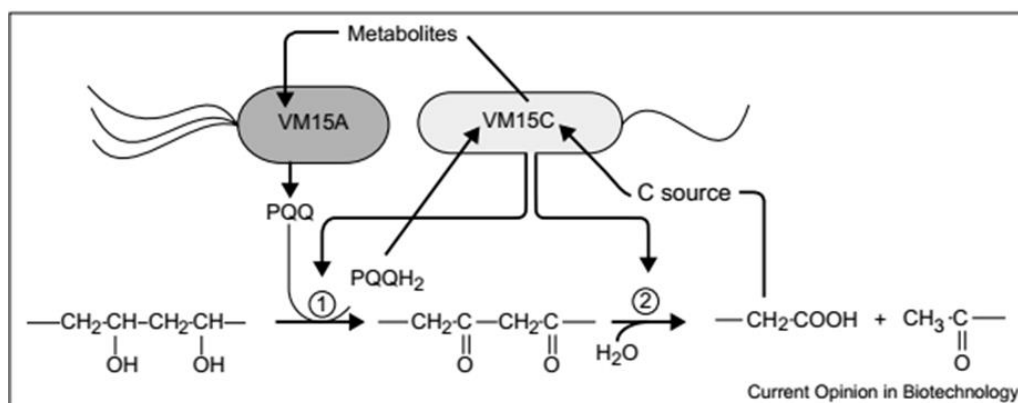 Metabolites
VM15A
VM15C
C source
PQQ
PQQH2
1
2
—CH2-CH-CH2-CH—
OH OH
—CH2-C—CH2-C—
O O
H2O
—CH2-COOH + CH3-C—
O
Current Opinion in Biotechnology